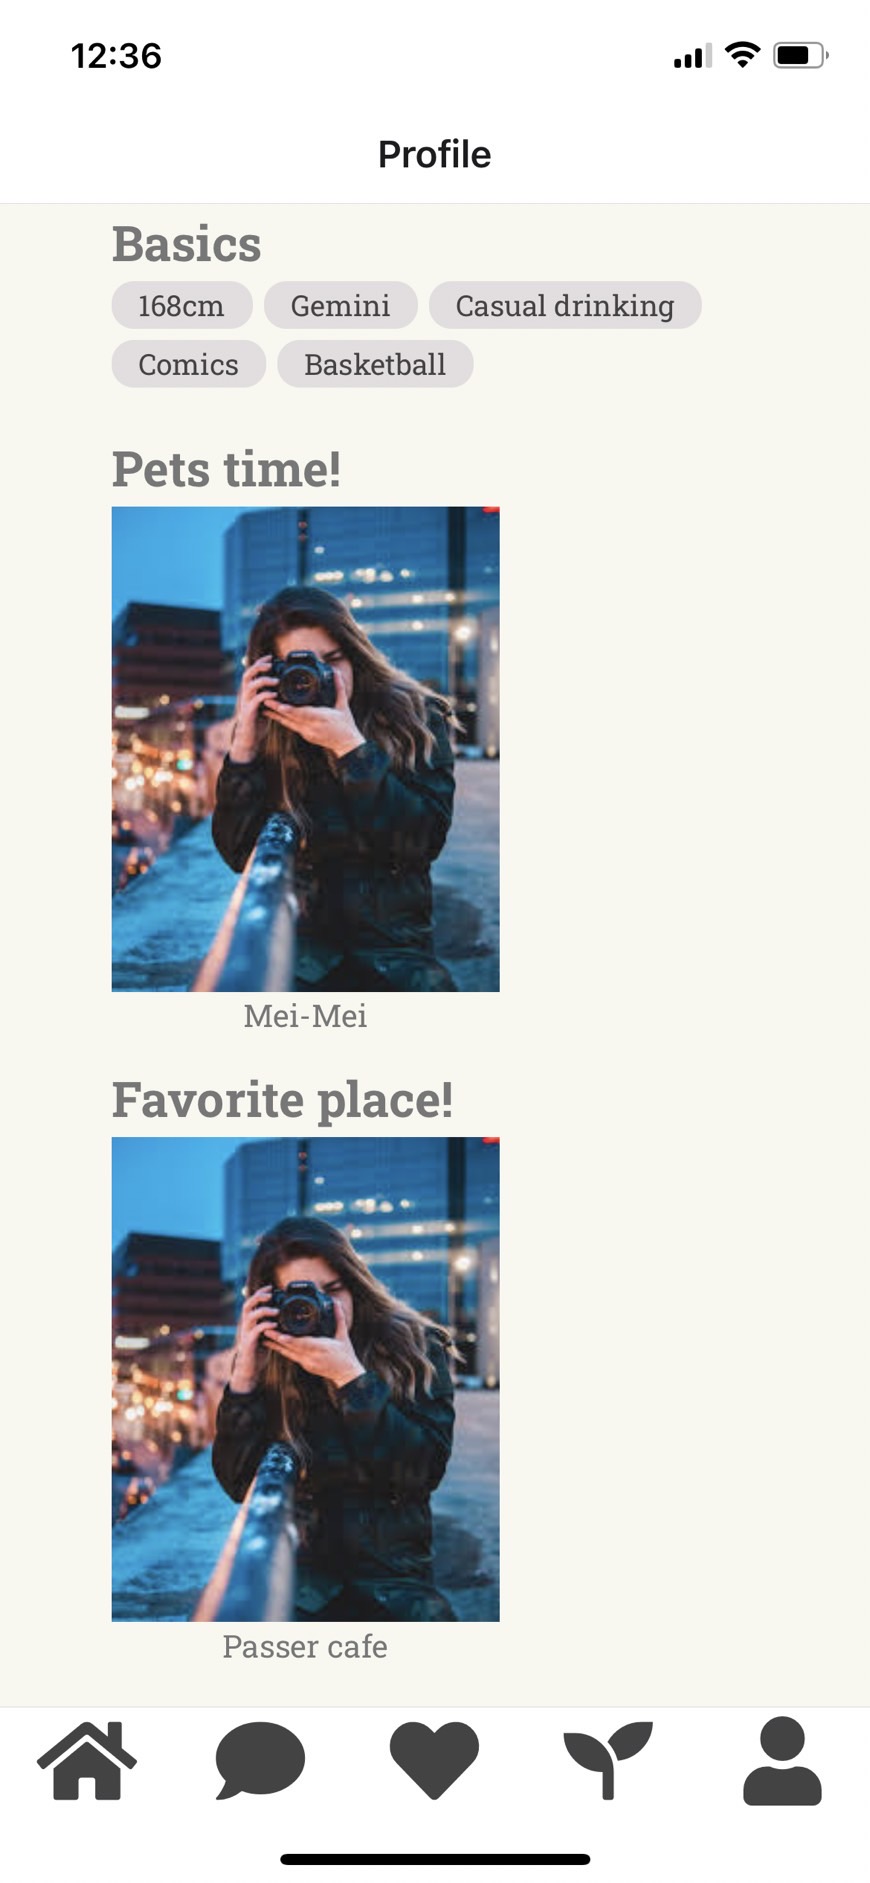 12:36
Profile
Basics
168cm Gemini Casual drinking
Comics Basketball
Pets time!
Mei-Mei
Favorite place!
Passer cafe